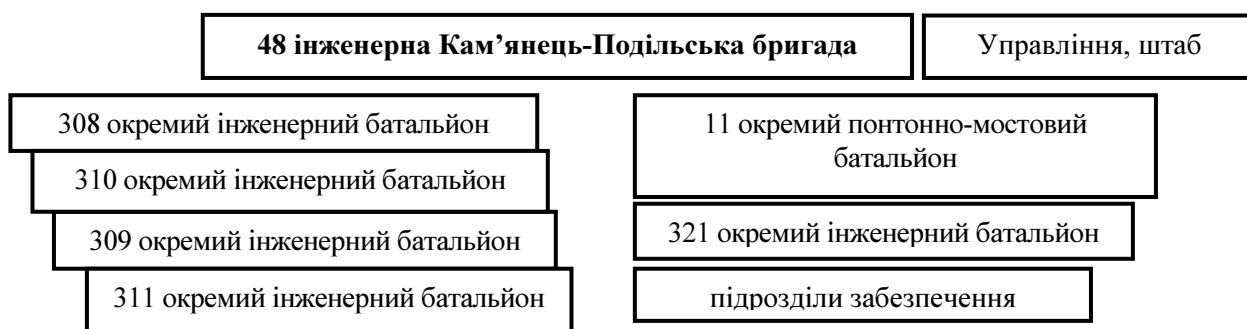 48 інженерна Кам’янець-Подільська бригада
Управління, штаб
308 окремий інженерний батальйон
310 окремий інженерний батальйон
309 окремий інженерний батальйон
311 окремий інженерний батальйон
11 окремий понтонно-мостовий
батальйон
321 окремий інженерний батальйон
підрозділи забезпечення